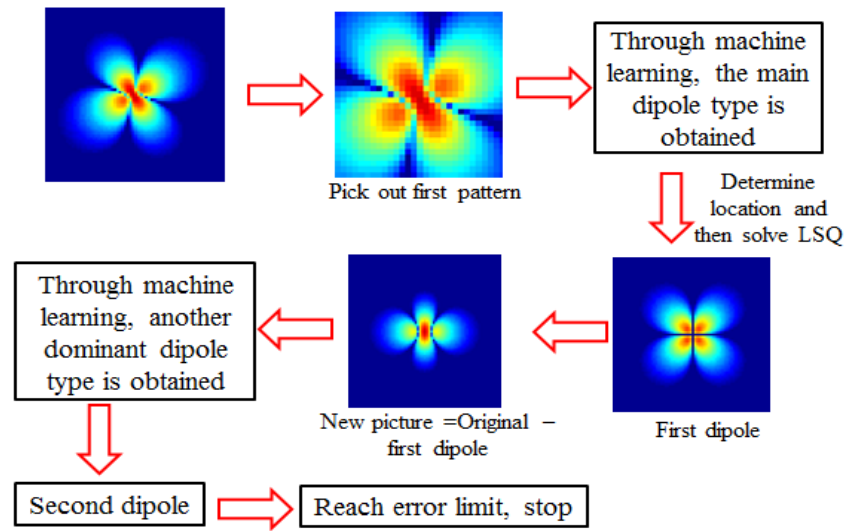 Through machine
learning, the main
dipole type is
obtained
Pick out first pattern
Determine
location and
then solve LSQ
Through machine
learning, another
dominant dipole
type is obtained
New picture =Original –
first dipole
First dipole
Second dipole
Reach error limit, stop